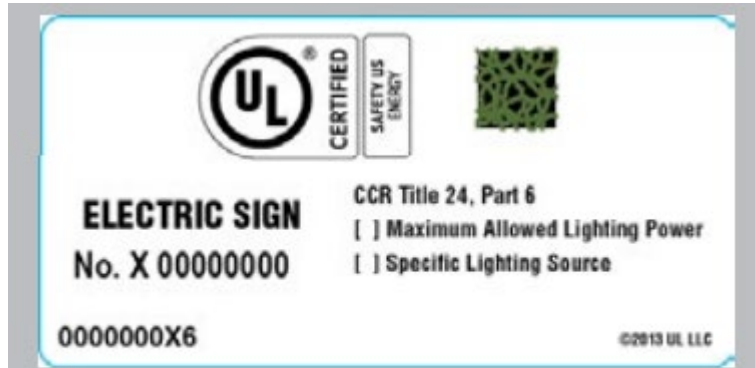 UL ®
CERTIFIED
SAFETY US
ENERGY
ELECTRIC SIGN
No. X 00000000
CCR Title 24, Part 6
[ ] Maximum Allowed Lighting Power
[ ] Specific Lighting Source
0000000X6
©2013 UL LLC